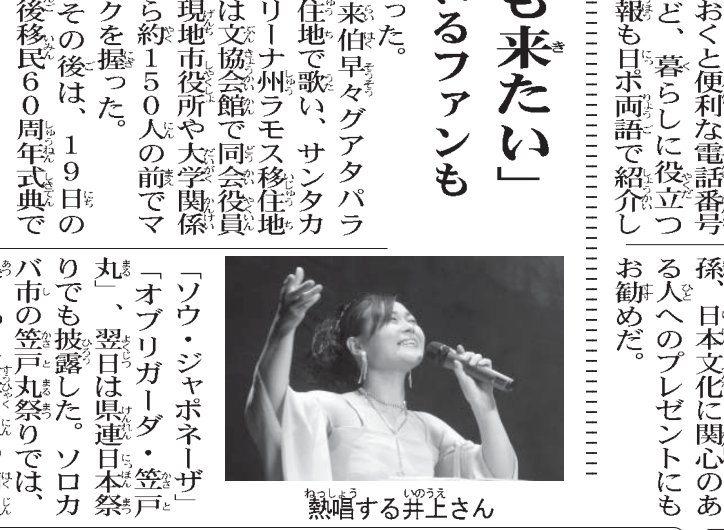 おくと便利な電話番号
ど、暮らしに役立つ
報も日ポ両語で紹介し
孫、日本文化に関心のあ
る人へのプレゼントにも
お勧めだ。
も来たい」
るファンも
った。
来伯早々グアタパラ
住地で歌い、サンタカ
リーナ州ラモス移住地
は文協会館で同会役員
現地市役所や大学関係
ら約150人の前でマ
クを握った。
その後は、19日の
後移民60周年式典で
「ソウ・ジャポネーザ」
「オブリガーダ・笠戸
丸」、翌日は県連日本祭
りでも披露した。ソロカ
バ市の笠戸丸祭りでは、
熱唱する井上さん